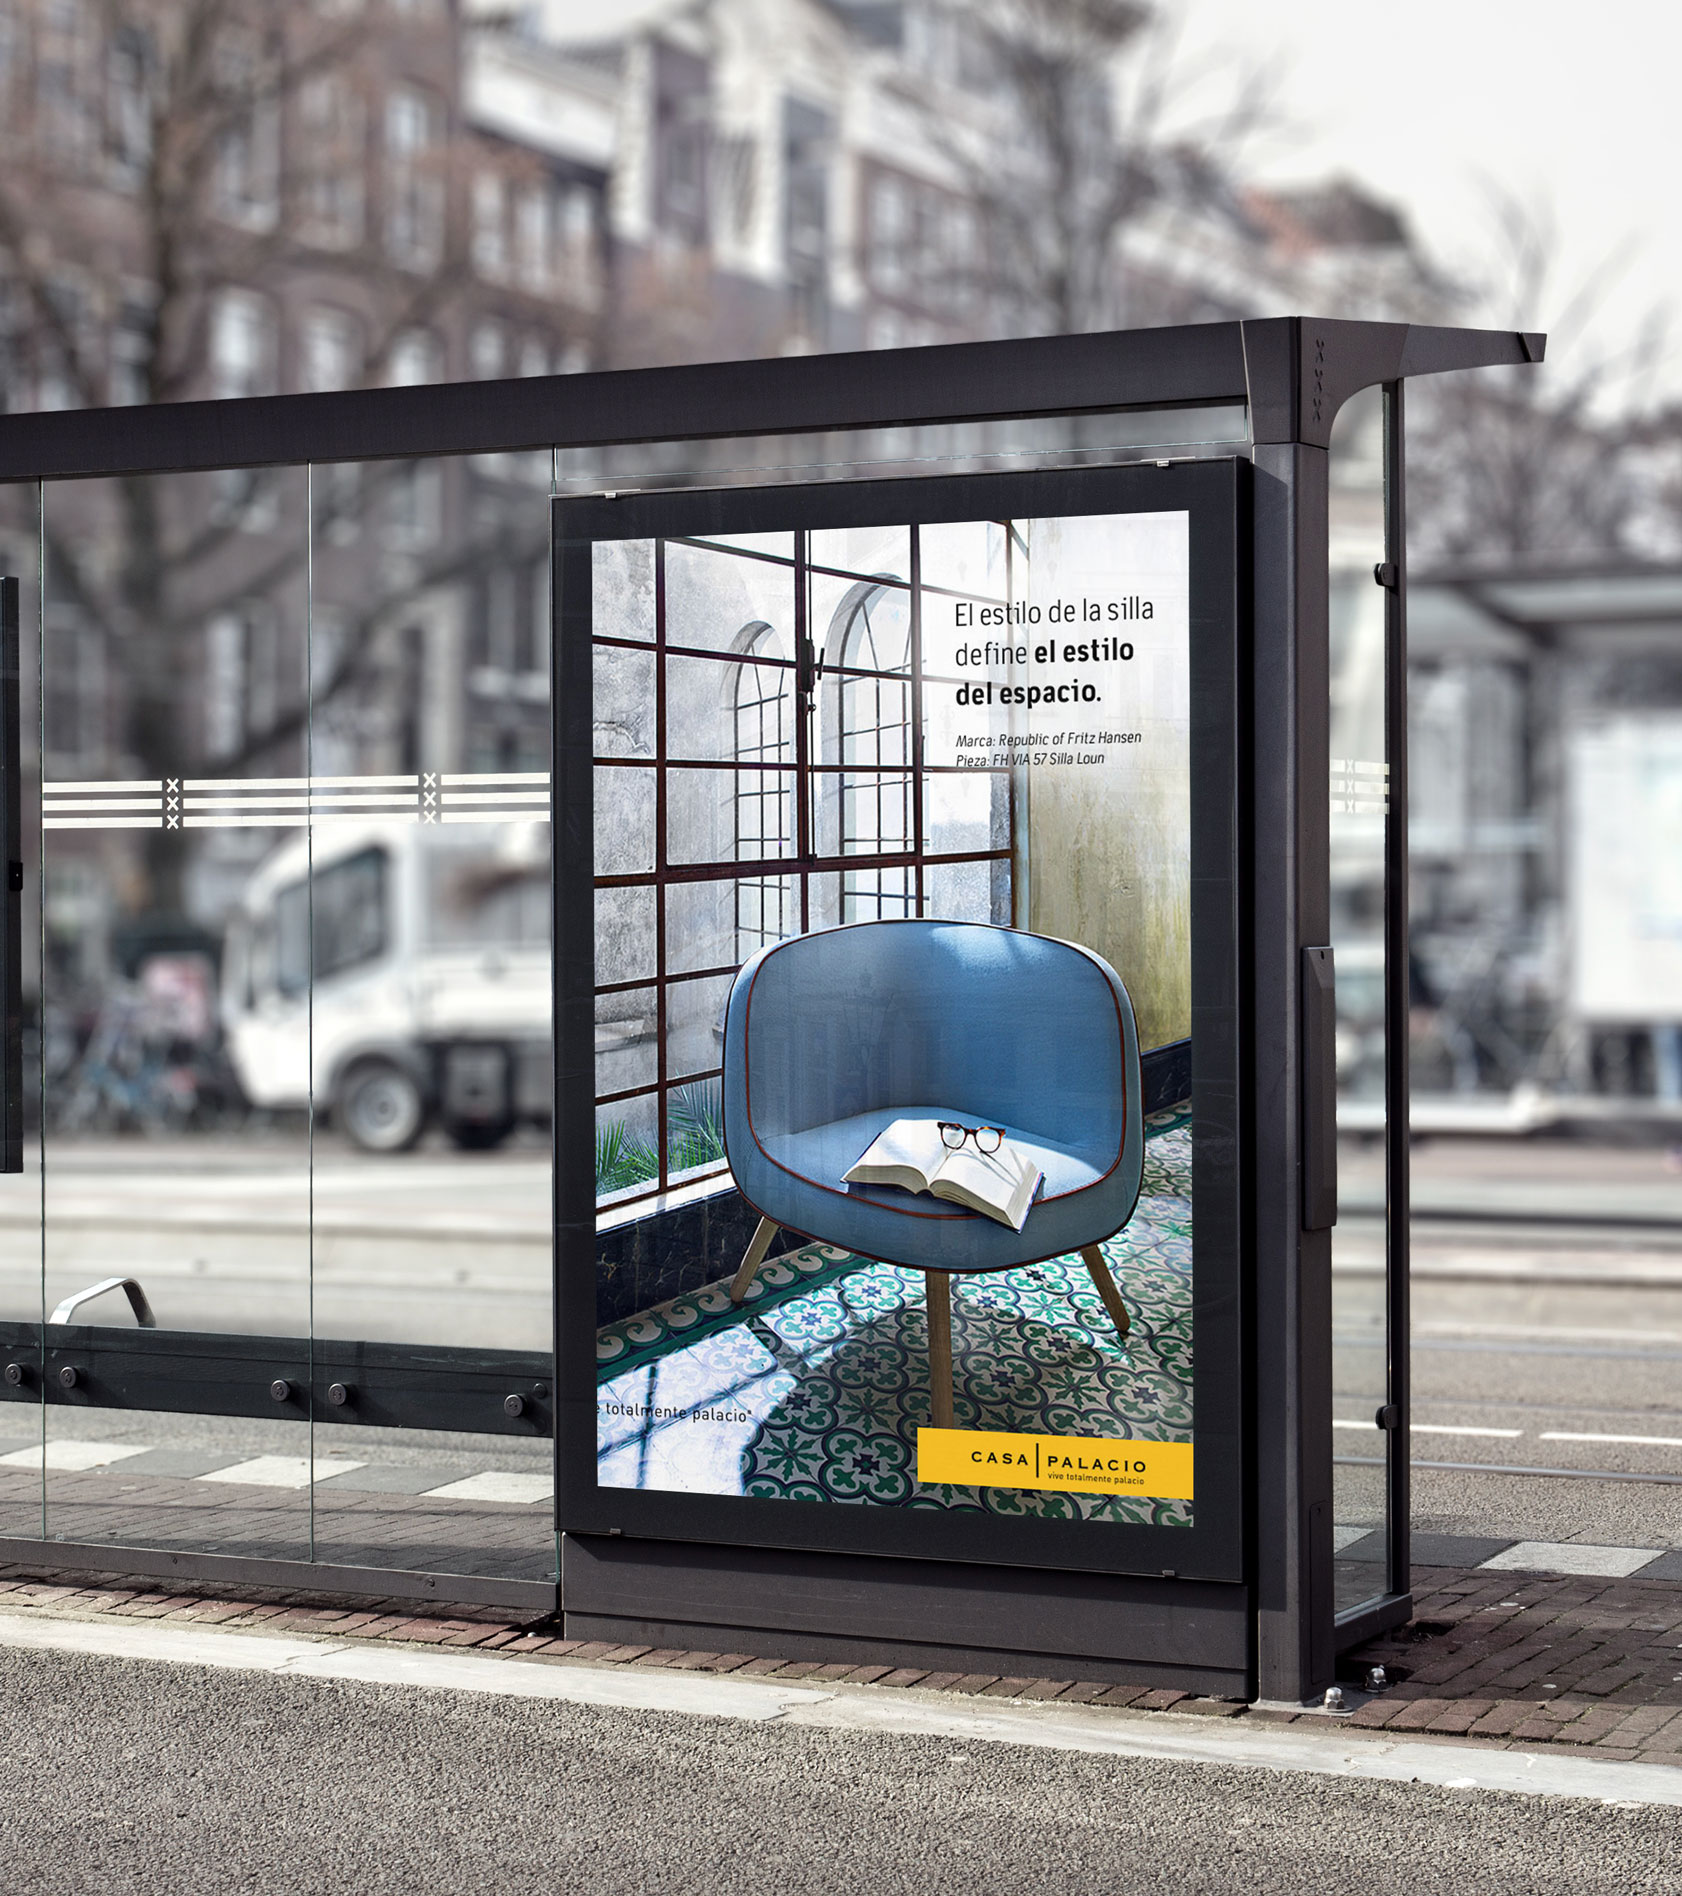 El estilo de la silla
define el estilo
del espacio.
Marca: Republic of Fritz Hansen
Pieza: FH VIA 57 Silla Loun
e totalmente palacio"
CASA PALACIO
vive totalmente palacio